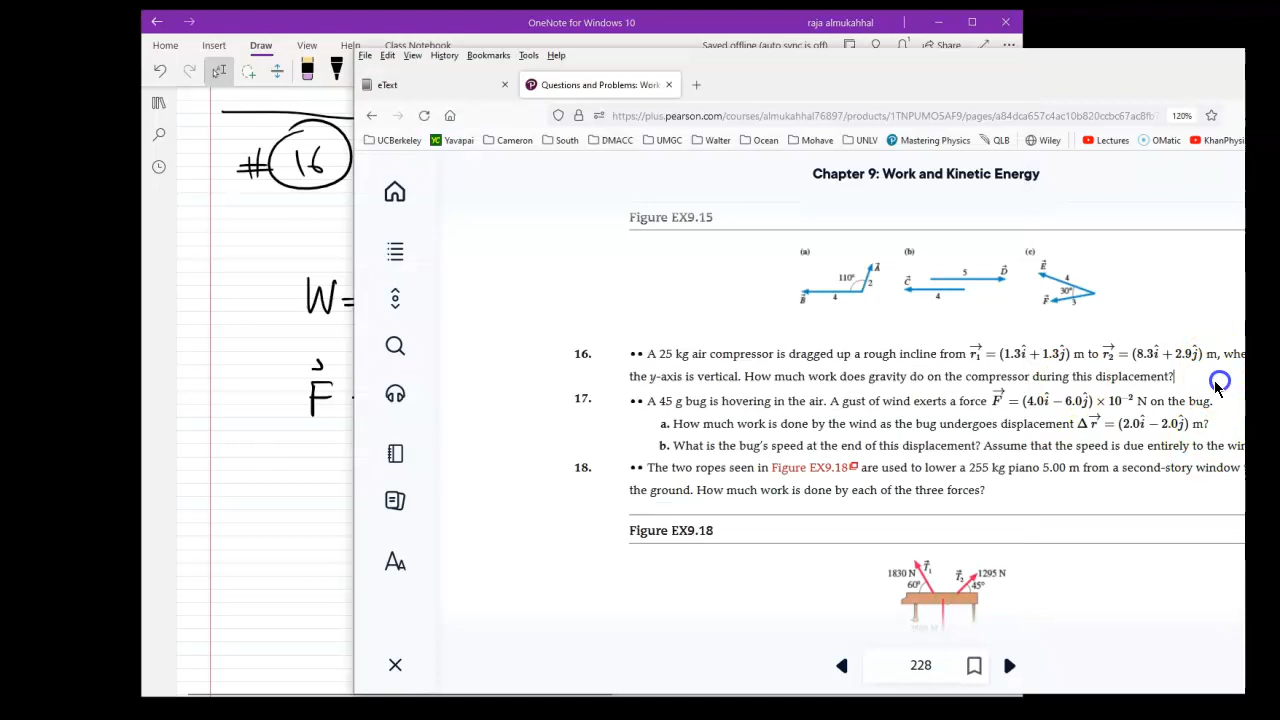 OneNote for Windows 10
raja almukahhal
Home Insert Draw View Help Class Notebook
Saved offline (auto sync is off) Share
File Edit View History Bookmarks Tools Help
eText
Questions and Problems: Work
https://plus.pearson.com/courses/almukahhal76897/products/1TNPUMO5AF9/pages/a84dca657c4ac10b820ccbc67ac8fb 120%
UCBerkeley Yavapai Cameron South DMACC UMGC Walter Ocean Mohave UNLV Mastering Physics QLB Wiley Lectures OMatic KhanPhysi
# 16
W=
F⃗
Chapter 9: Work and Kinetic Energy
Figure EX9.15
(a) (b) (c)
110° A⃗ 2 B⃗ 4
5 D⃗ C⃗ 4
E⃗ 4 30° F⃗ 3
16. •• A 25 kg air compressor is dragged up a rough incline from r₁⃗ = (1.3î + 1.3ĵ) m to r₂⃗ = (8.3î + 2.9ĵ) m, whe
the y-axis is vertical. How much work does gravity do on the compressor during this displacement?
17. •• A 45 g bug is hovering in the air. A gust of wind exerts a force F⃗ = (4.0î − 6.0ĵ) × 10⁻² N on the bug.
a. How much work is done by the wind as the bug undergoes displacement Δr⃗ = (2.0î − 2.0ĵ) m?
b. What is the bug's speed at the end of this displacement? Assume that the speed is due entirely to the win
18. •• The two ropes seen in Figure EX9.18 are used to lower a 255 kg piano 5.00 m from a second-story window
the ground. How much work is done by each of the three forces?
Figure EX9.18
1830 N T⃗₁ 60°
T⃗₂ 1295 N 45°
228